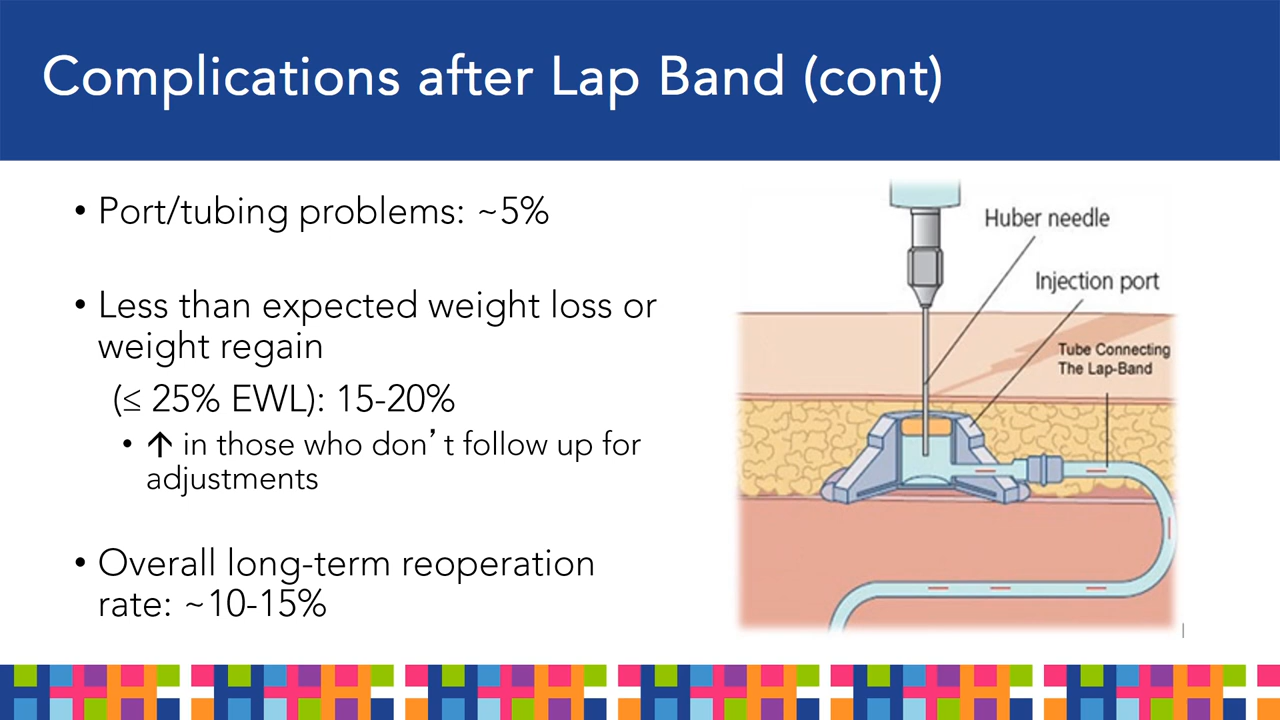 Complications after Lap Band (cont)
• Port/tubing problems: ~5%
• Less than expected weight loss or
weight regain
(≤ 25% EWL): 15-20%
• ↑ in those who don’t follow up for
adjustments
• Overall long-term reoperation
rate: ~10-15%
Huber needle
Injection port
Tube Connecting
The Lap-Band